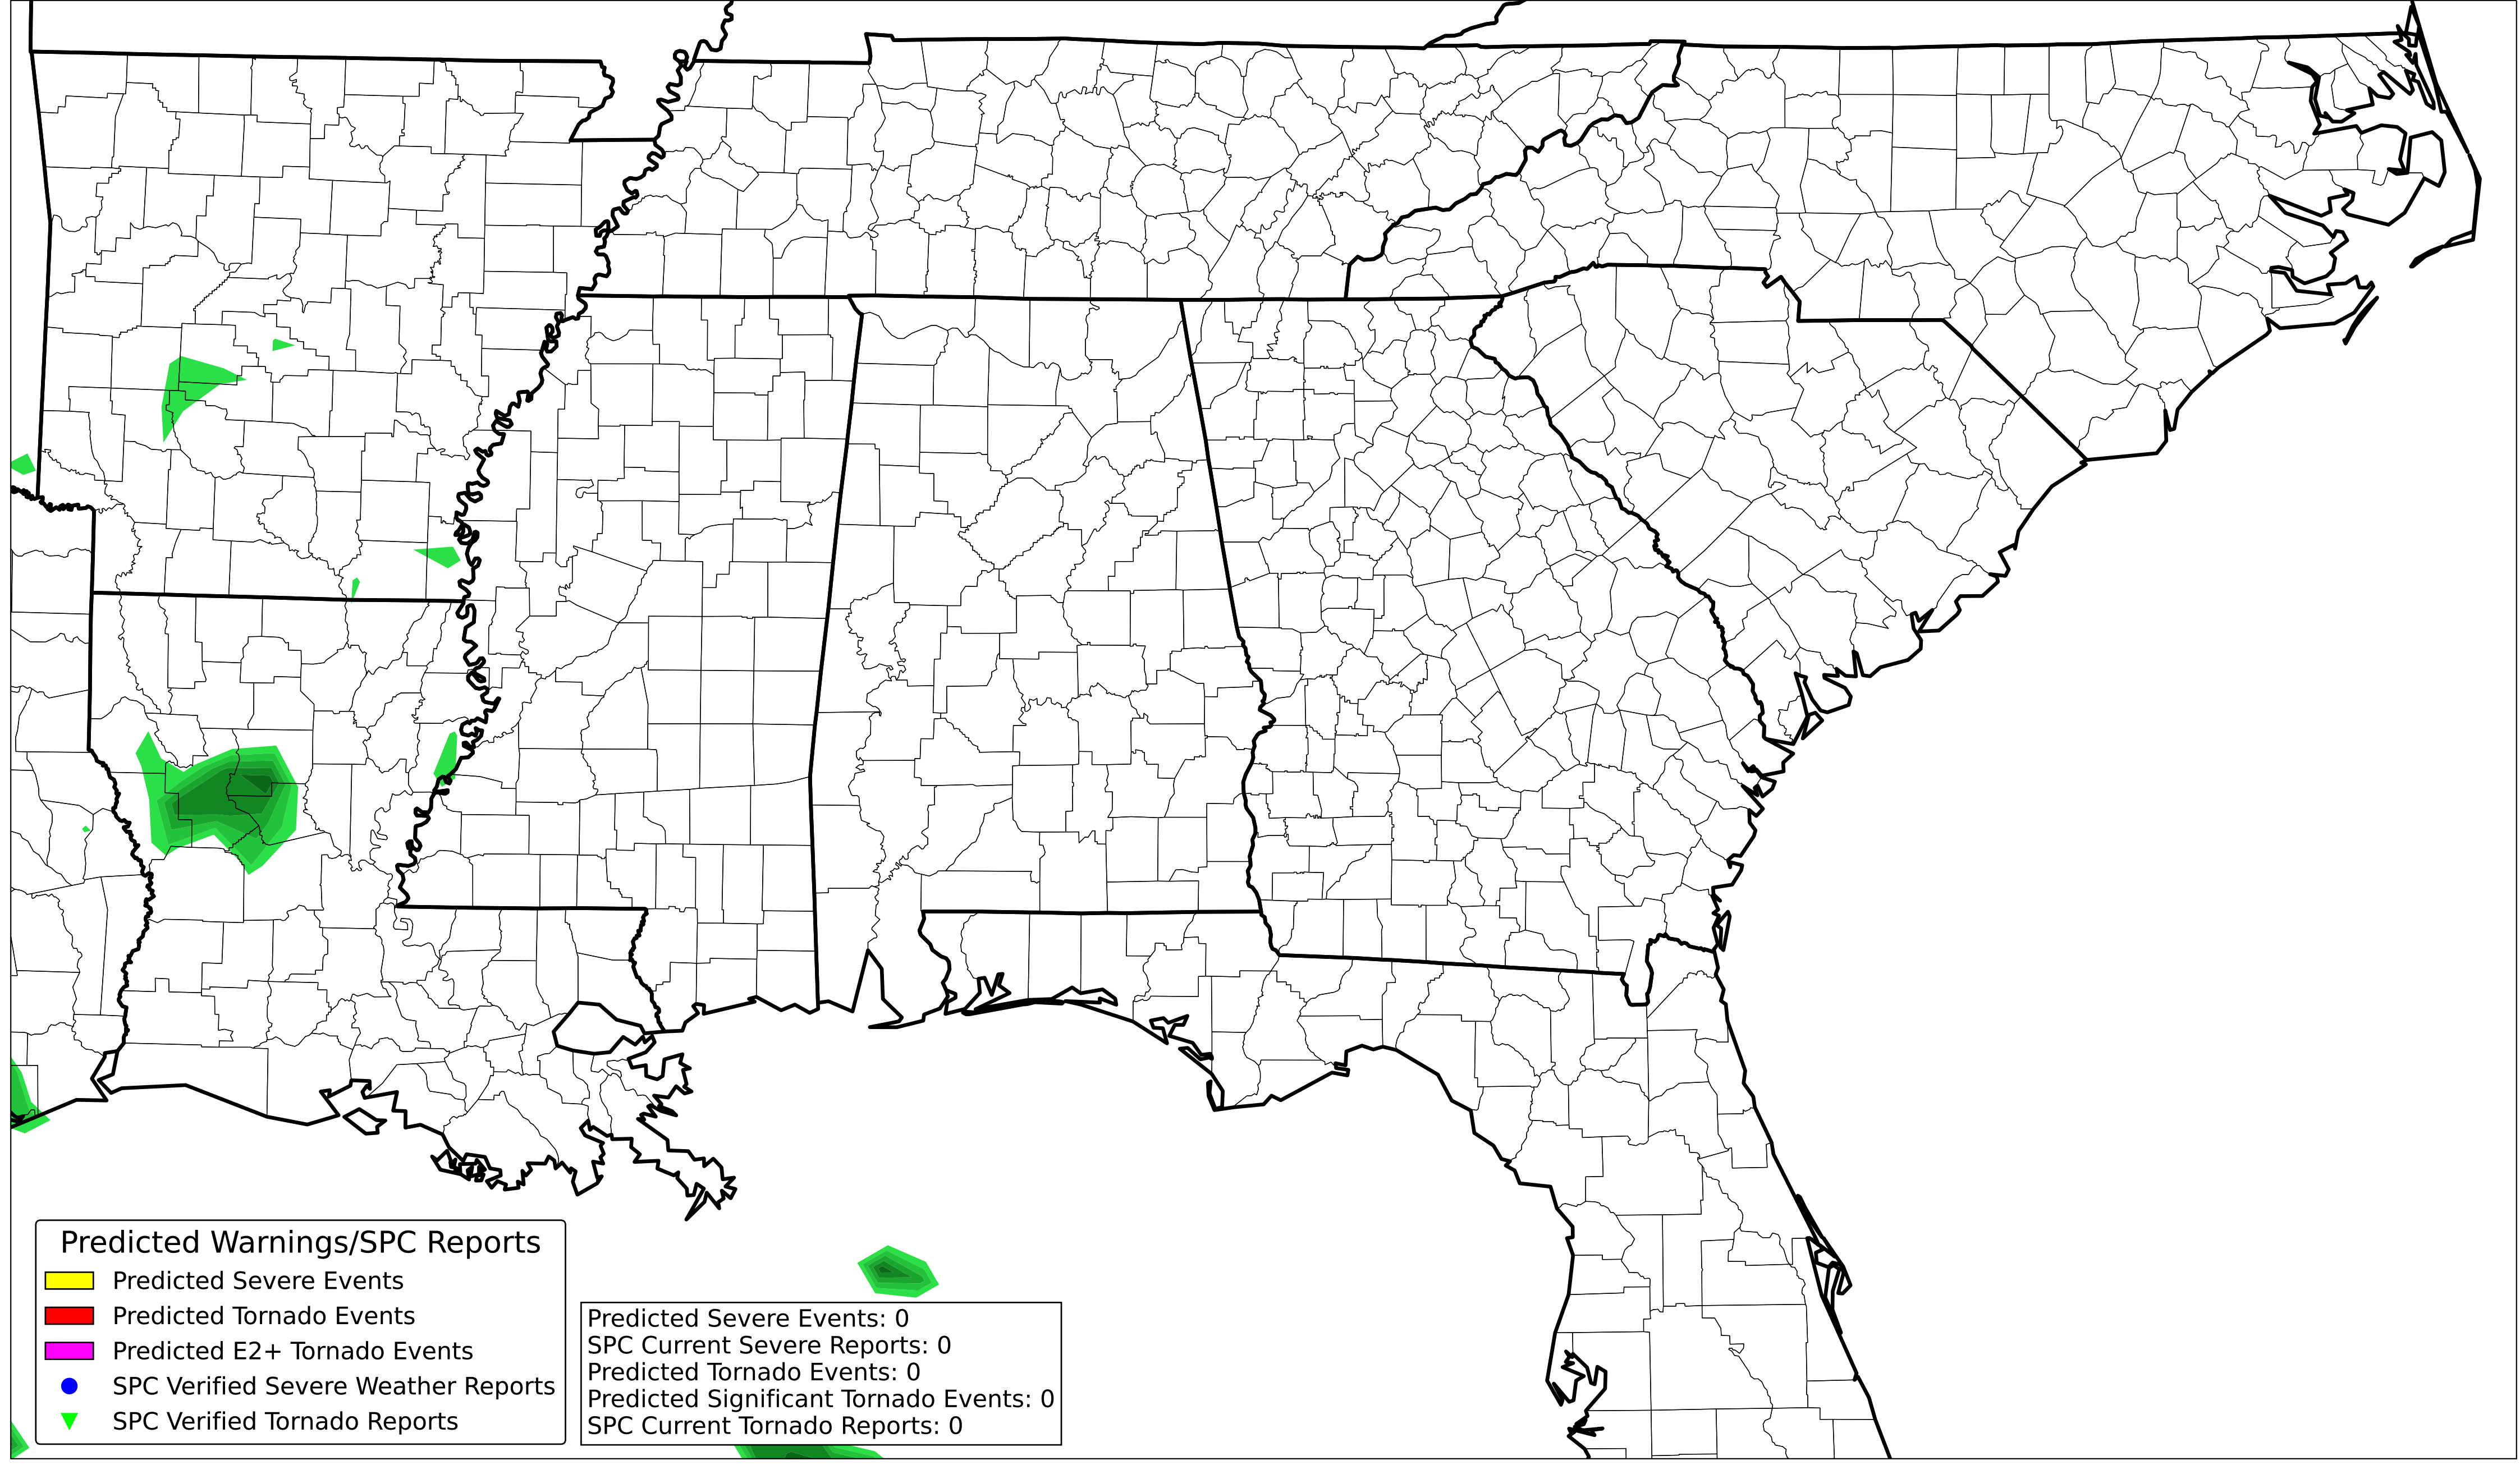 Predicted Warnings/SPC Reports
Predicted Severe Events
Predicted Tornado Events
Predicted E2+ Tornado Events
SPC Verified Severe Weather Reports
SPC Verified Tornado Reports
Predicted Severe Events: 0
SPC Current Severe Reports: 0
Predicted Tornado Events: 0
Predicted Significant Tornado Events: 0
SPC Current Tornado Reports: 0